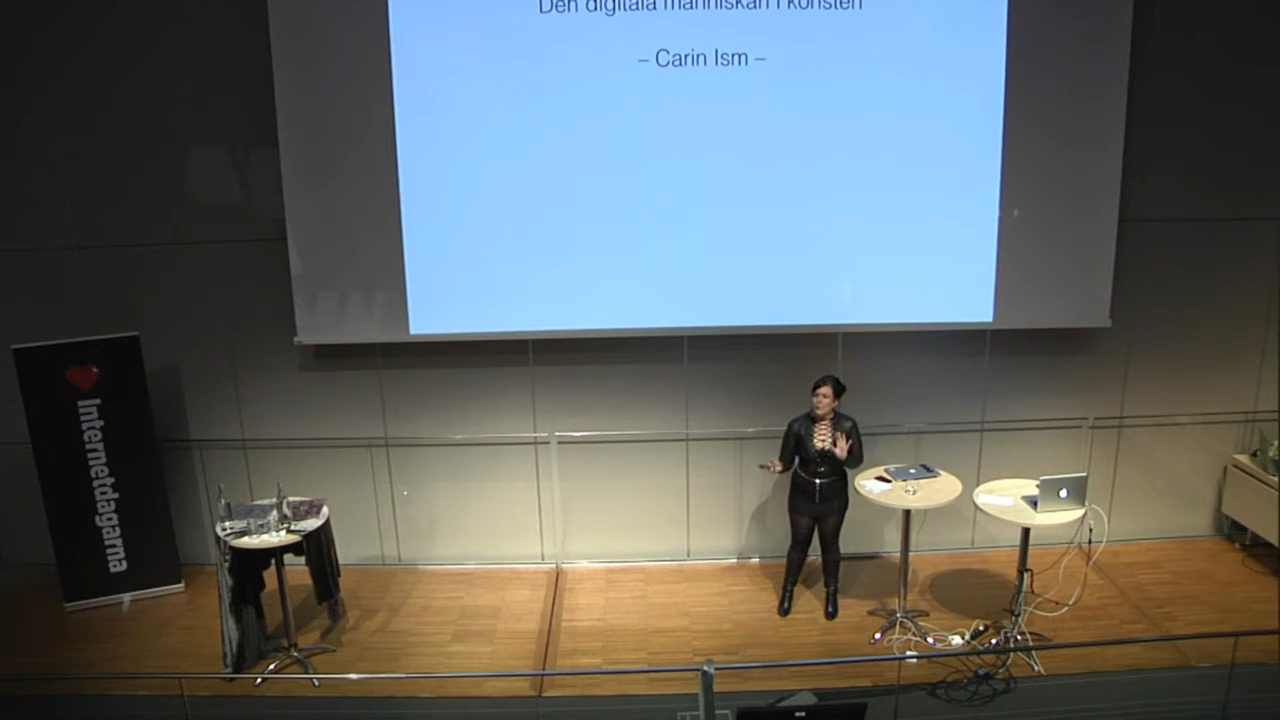 Den digitala människan i konsten
– Carin Ism –
Internetdagarna